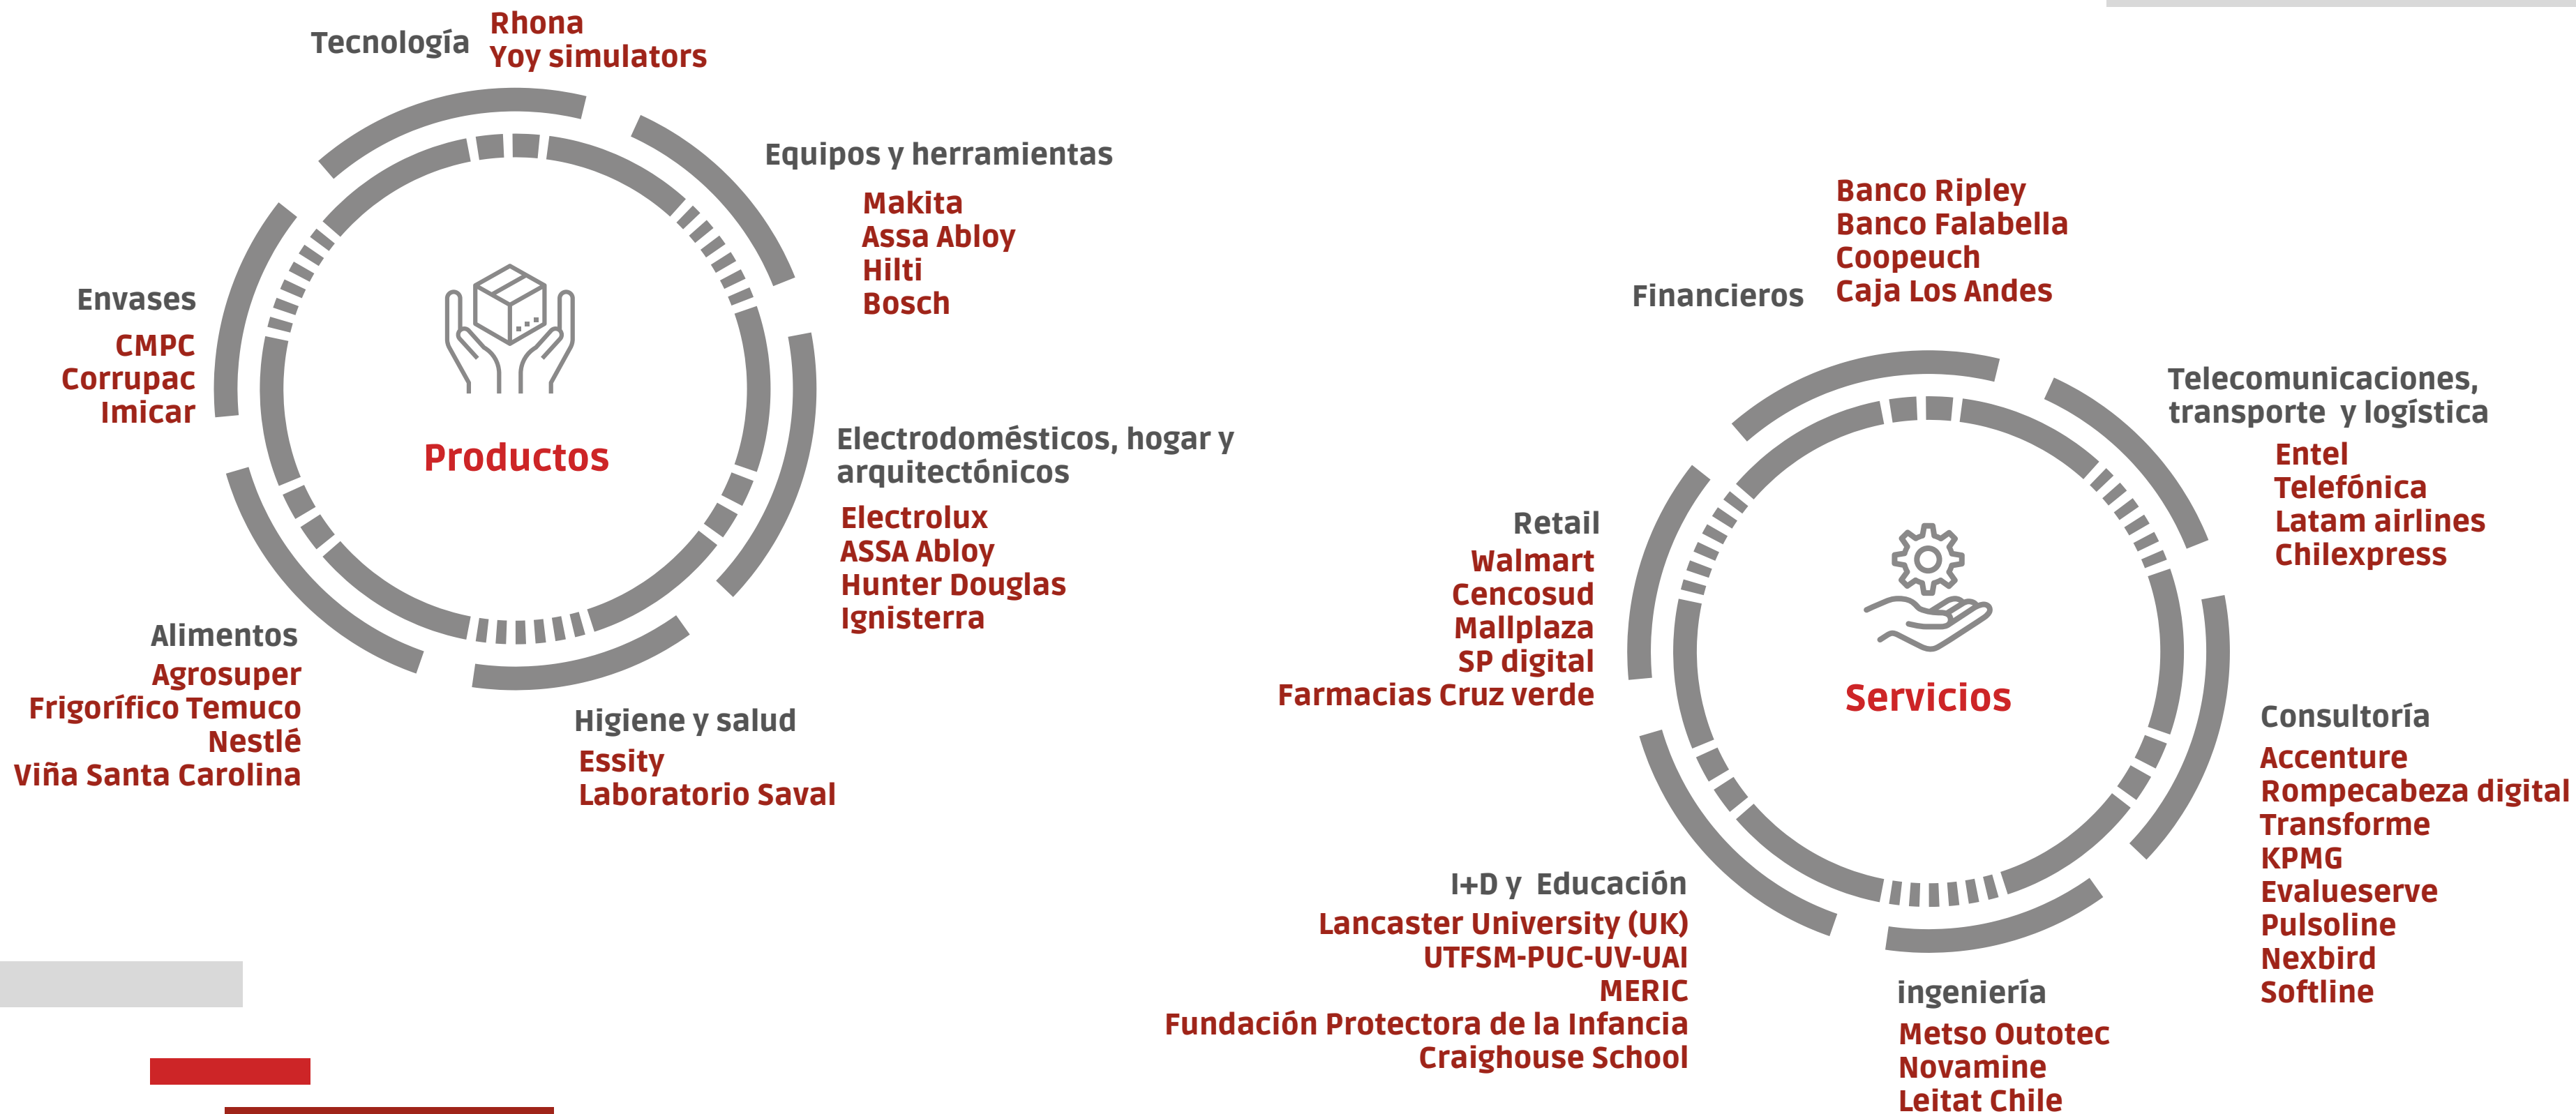 Tecnología
Rhona
Yoy simulators
Equipos y herramientas
Makita
Assa Abloy
Hilti
Bosch
Envases
CMPC
Corrupac
Imicar
Productos
Electrodomésticos, hogar y
arquitectónicos
Electrolux
ASSA Abloy
Hunter Douglas
Ignisterra
Alimentos
Agrosuper
Frigorífico Temuco
Nestlé
Viña Santa Carolina
Higiene y salud
Essity
Laboratorio Saval
Financieros
Banco Ripley
Banco Falabella
Coopeuch
Caja Los Andes
Telecomunicaciones,
transporte y logística
Entel
Telefónica
Latam airlines
Chilexpress
Retail
Walmart
Cencosud
Mallplaza
SP digital
Farmacias Cruz verde
Servicios
Consultoría
Accenture
Rompecabeza digital
Transforme
KPMG
Evalueserve
Pulsoline
Nexbird
Softline
I+D y Educación
Lancaster University (UK)
UTFSM-PUC-UV-UAI
MERIC
Fundación Protectora de la Infancia
Craighouse School
ingeniería
Metso Outotec
Novamine
Leitat Chile